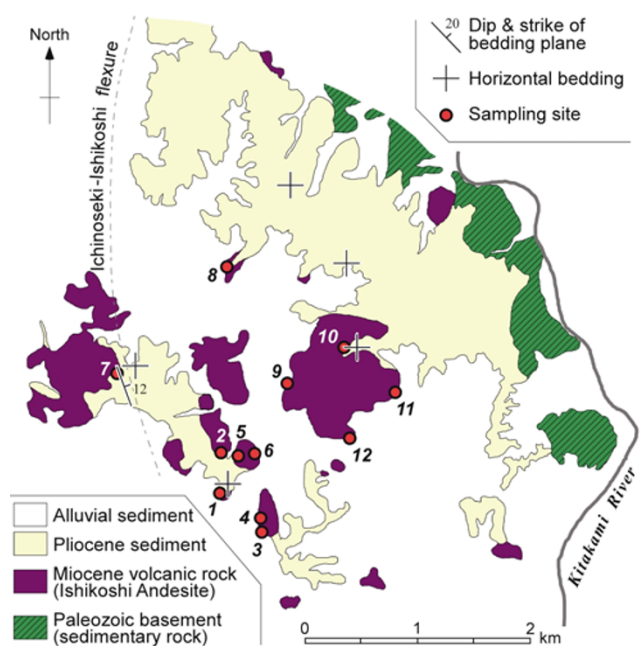 North
Ichinoseki-Ishikoshi flexure
20
Dip & strike of
bedding plane
Horizontal bedding
Sampling site
8
10
7
12
9
11
2
5
6
12
1
4
3
Alluvial sediment
Pliocene sediment
Miocene volcanic rock
(Ishikoshi Andesite)
Paleozoic basement
(sedimentary rock)
Kitakami River
0
1
2
km